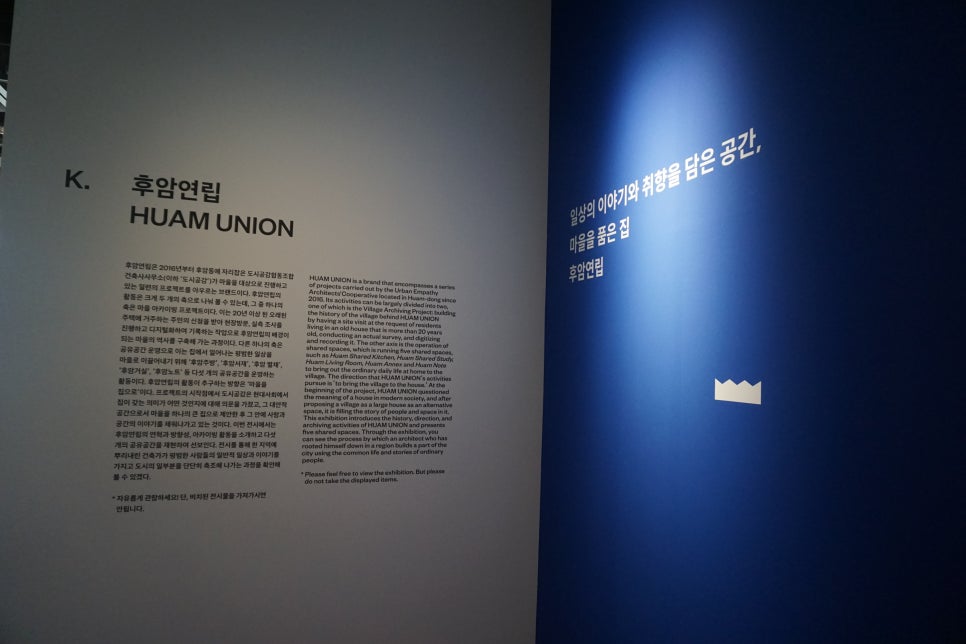 K.
후암연립
HUAM UNION
후암연립은 2016년부터 후암동에 자리잡은 도시공감협동조합
건축사사무소(이하 ‘도시공감’)가 마을을 대상으로 진행하고
있는 일련의 프로젝트를 아우르는 브랜드이다. 후암연립의
활동은 크게 두 개의 축으로 나눠 볼 수 있는데, 그 중 하나의
축은 마을 아카이빙 프로젝트이다. 이는 20년 이상 된 오래된
주택에 거주하는 주민의 신청을 받아 현장방문, 실측 조사를
진행하고 디지털화하여 기록하는 작업으로 후암연립의 배경이
되는 마을의 역사를 구축해 가는 과정이다. 다른 하나의 축은
공유공간 운영으로 이는 집에서 일어나는 평범한 일상을
마을로 이끌어내기 위해 ‘후암주방’, ‘후암서재’, ‘후암별채’,
‘후암거실’, ‘후암노트’ 등 다섯 개의 공유공간을 운영하는
활동이다. 후암연립의 활동이 추구하는 방향은 ‘마을을
집으로’이다. 프로젝트의 시작점에서 도시공감은 현대사회에서
집이 갖는 의미가 어떤 것인지에 대해 의문을 가졌고, 그 대안적
공간으로서 마을을 하나의 큰 집으로 제안한 후 그 안에 사람과
공간의 이야기를 채워나가고 있는 것이다. 이번 전시에서는
후암연립의 연혁과 방향성, 아카이빙 활동을 소개하고 다섯
개의 공유공간을 재현하여 선보인다. 전시를 통해 한 지역에
뿌리내린 건축가가 평범한 사람들의 일반적 일상과 이야기를
가지고 도시의 일부분을 단단히 축조해 나가는 과정을 확인해
볼 수 있겠다.
* 자유롭게 관람하세요! 단, 비치된 전시물을 가져가시면
안됩니다.
HUAM UNION is a brand that encompasses a series
of projects carried out by the Urban Empathy
Architects’Cooperative located in Huam-dong since
2016. Its activities can be largely divided into two,
one of which is the Village Archiving Project: building
the history of the village behind HUAM UNION
by having a site visit at the request of residents
living in an old house that is more than 20 years
old, conducting an actual survey, and digitizing
and recording it. The other axis is the operation of
shared spaces, which is running five shared spaces,
such as Huam Shared Kitchen, Huam Shared Study,
Huam Living Room, Huam Annex and Huam Note
to bring out the ordinary daily life at home to the
village. The direction that HUAM UNION’s activities
pursue is ‘to bring the village to the house.’ At the
beginning of the project, HUAM UNION questioned
the meaning of a house in modern society, and after
proposing a village as a large house as an alternative
space, it is filling the story of people and space in it.
This exhibition introduces the history, direction, and
archiving activities of HUAM UNION and presents
five shared spaces. Through the exhibition, you
can see the process by which an architect who has
rooted himself down in a region builds a part of the
city using the common life and stories of ordinary
people.
* Please feel free to view the exhibition. But please
do not take the displayed items.
일상의 이야기와 취향을 담은 공간,
마을을 품은 집
후암연립